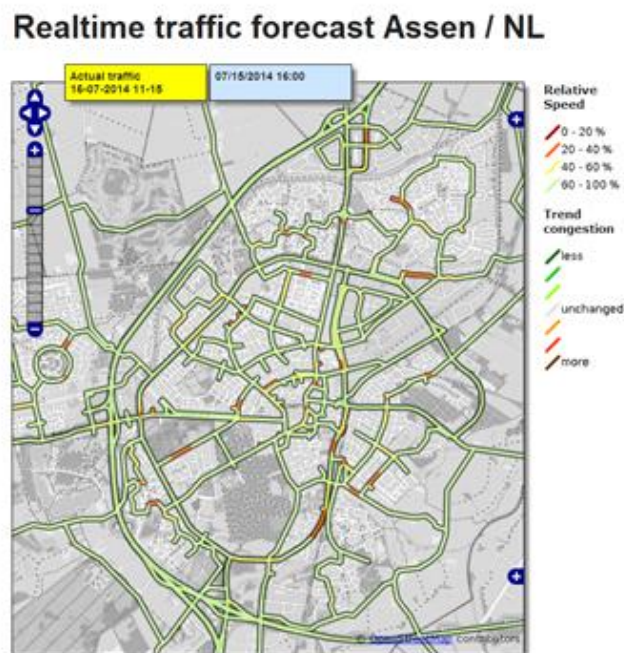 Realtime traffic forecast Assen / NL
Actual traffic
16-07-2014 11-15
07/15/2014 16:00
Relative
Speed
0 - 20 %
20 - 40 %
40 - 60 %
60 - 100 %
Trend
congestion
less
unchanged
more
© OpenStreetMap contributors